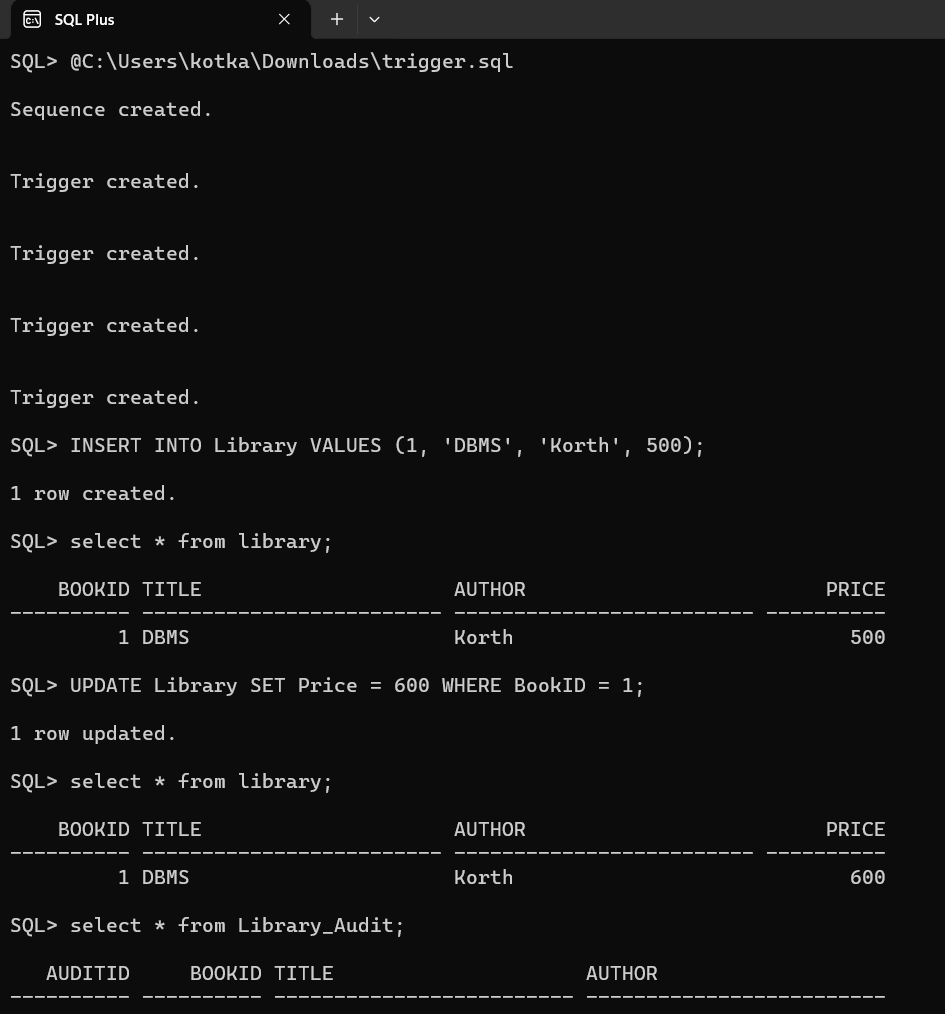 SQL Plus
SQL> @C:\Users\kotka\Downloads\trigger.sql
Sequence created.
Trigger created.
Trigger created.
Trigger created.
Trigger created.
SQL> INSERT INTO Library VALUES (1, 'DBMS', 'Korth', 500);
1 row created.
SQL> select * from library;
    BOOKID TITLE                     AUTHOR                         PRICE
---------- ------------------------- ------------------------- ----------
         1 DBMS                      Korth                            500
SQL> UPDATE Library SET Price = 600 WHERE BookID = 1;
1 row updated.
SQL> select * from library;
    BOOKID TITLE                     AUTHOR                         PRICE
---------- ------------------------- ------------------------- ----------
         1 DBMS                      Korth                            600
SQL> select * from Library_Audit;
   AUDITID     BOOKID TITLE                     AUTHOR
---------- ---------- ------------------------- -------------------------